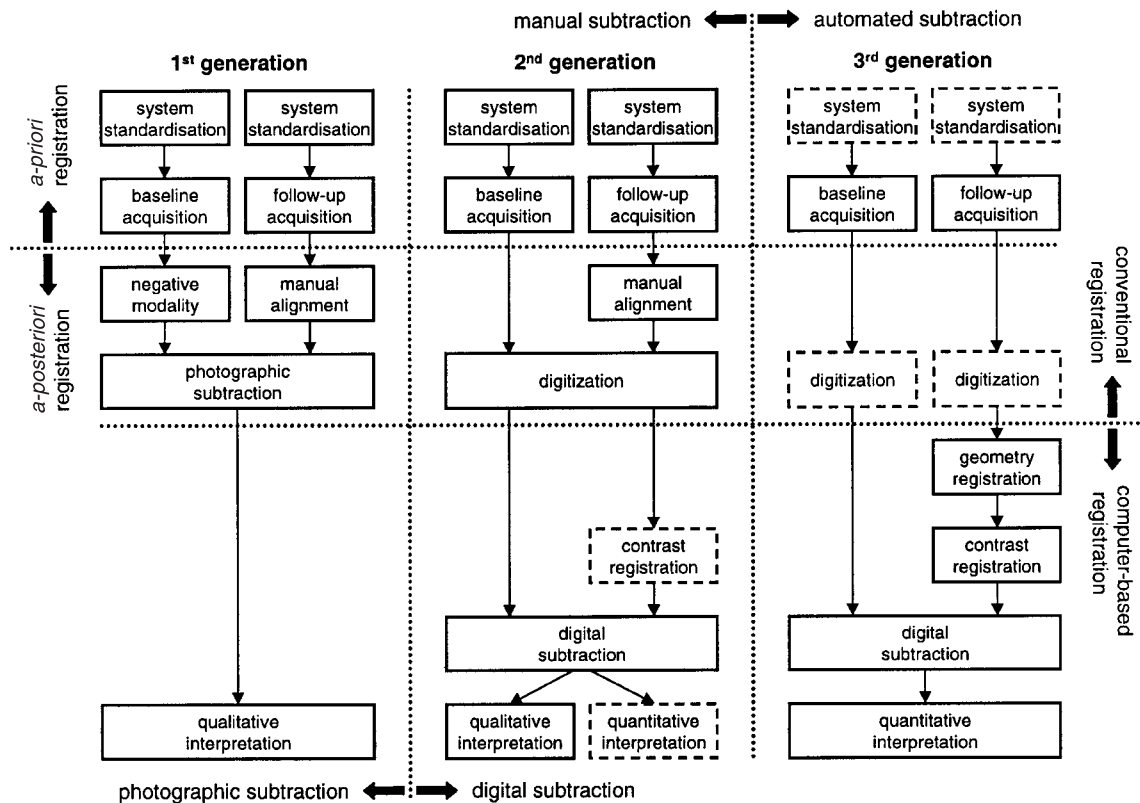 manual subtraction
automated subtraction
1st generation
2nd generation
3rd generation
a-priori
registration
a-posteriori
registration
system
standardisation
system
standardisation
baseline
acquisition
follow-up
acquisition
negative
modality
manual
alignment
photographic
subtraction
qualitative
interpretation
system
standardisation
system
standardisation
baseline
acquisition
follow-up
acquisition
manual
alignment
digitization
contrast
registration
digital
subtraction
qualitative
interpretation
quantitative
interpretation
system
standardisation
system
standardisation
baseline
acquisition
follow-up
acquisition
digitization
digitization
geometry
registration
contrast
registration
digital
subtraction
quantitative
interpretation
conventional
registration
computer-based
registration
photographic subtraction
digital subtraction